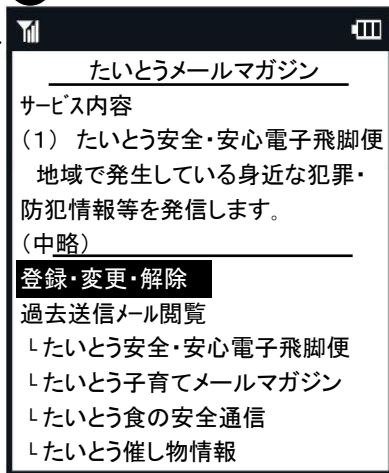 たいとうメールマガジン
サービス内容
（1） たいとう安全・安心電子飛脚便
地域で発生している身近な犯罪・
防犯情報等を発信します。
（中略）
登録・変更・解除
過去送信メール閲覧
└たいとう安全・安心電子飛脚便
└たいとう子育てメールマガジン
└たいとう食の安全通信
└たいとう催し物情報